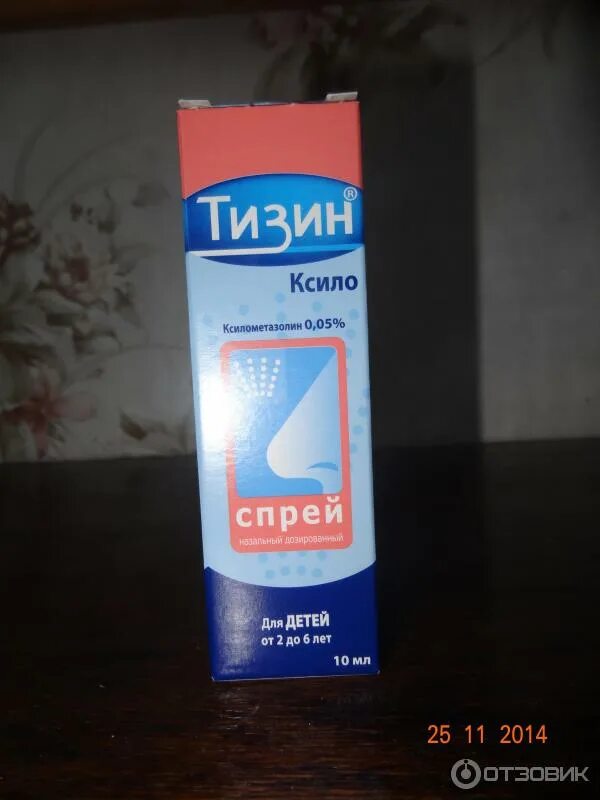 Тизин®
Ксило
Ксилометазолин 0,05%
спрей
назальный дозированный
Для ДЕТЕЙ
от 2 до 6 лет
10 мл
25 11 2014
ОТЗОВИК